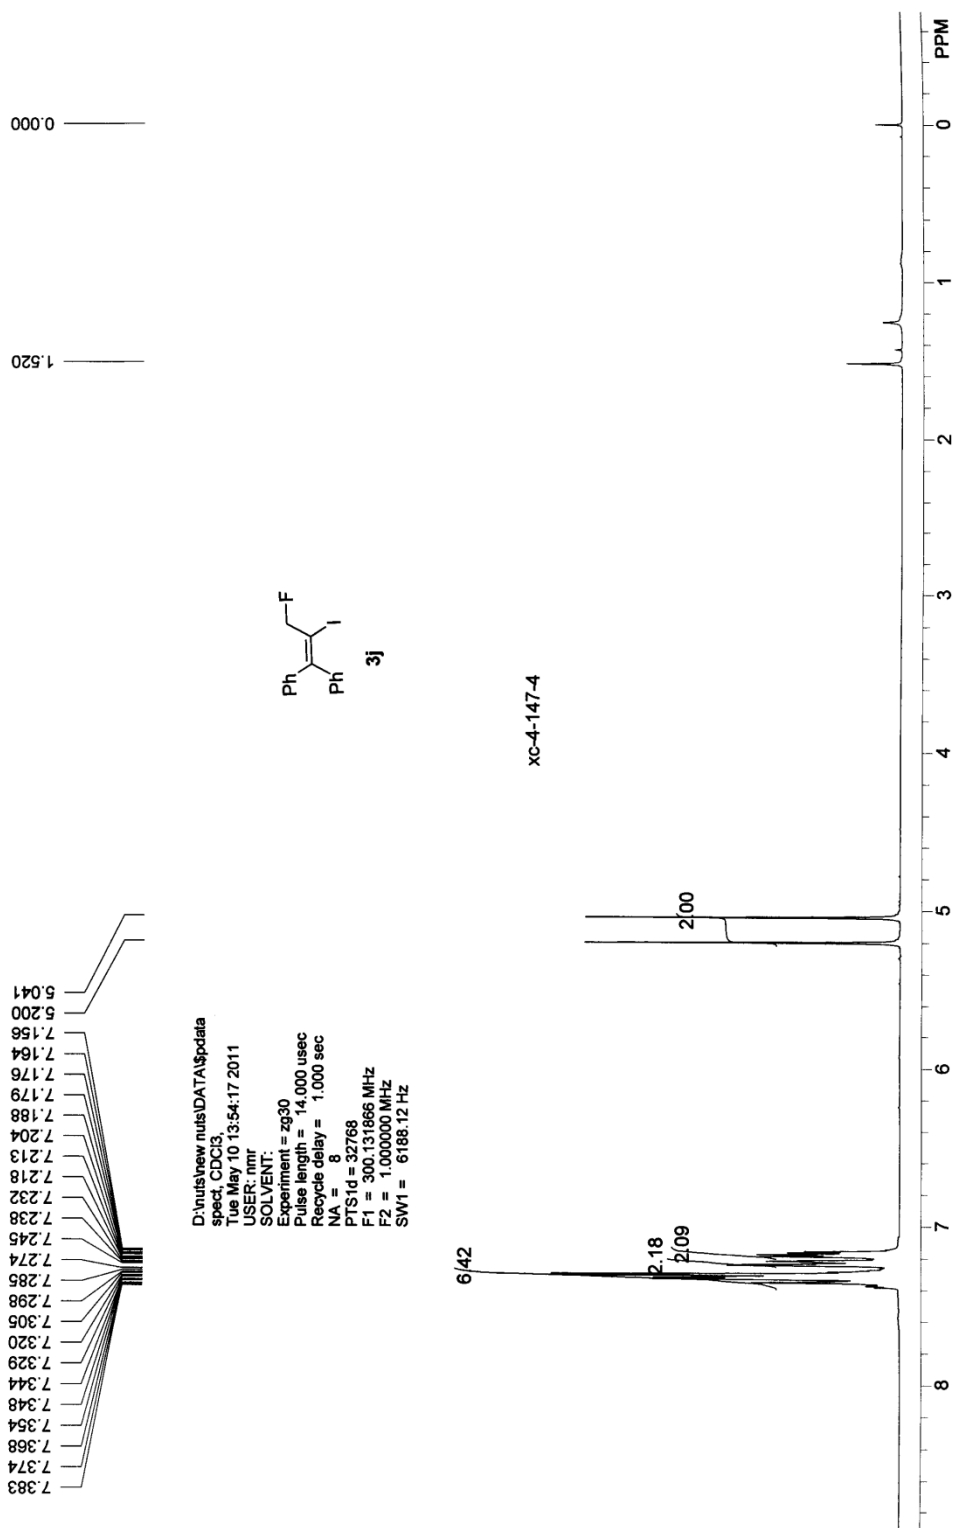 7.383
7.374
7.368
7.354
7.348
7.344
7.329
7.320
7.305
7.298
7.285
7.274
7.245
7.238
7.232
7.218
7.213
7.204
7.188
7.179
7.176
7.164
7.156
5.200
5.041
1.520
0.000
D:\nuts\new nuts\DATA\$pdata
spect, CDCl3,
Tue May 10 13:54:17 2011
USER: nmr
SOLVENT:
Experiment = zg30
Pulse length = 14.000 usec
Recycle delay = 1.000 sec
NA = 8
PTS1d = 32768
F1 = 300.131866 MHz
F2 = 1.000000 MHz
SW1 = 6188.12 Hz
Ph
Ph
F
I
3j
xc-4-147-4
6.42
2.18
2.09
2.00
8 7 6 5 4 3 2 1 0 PPM